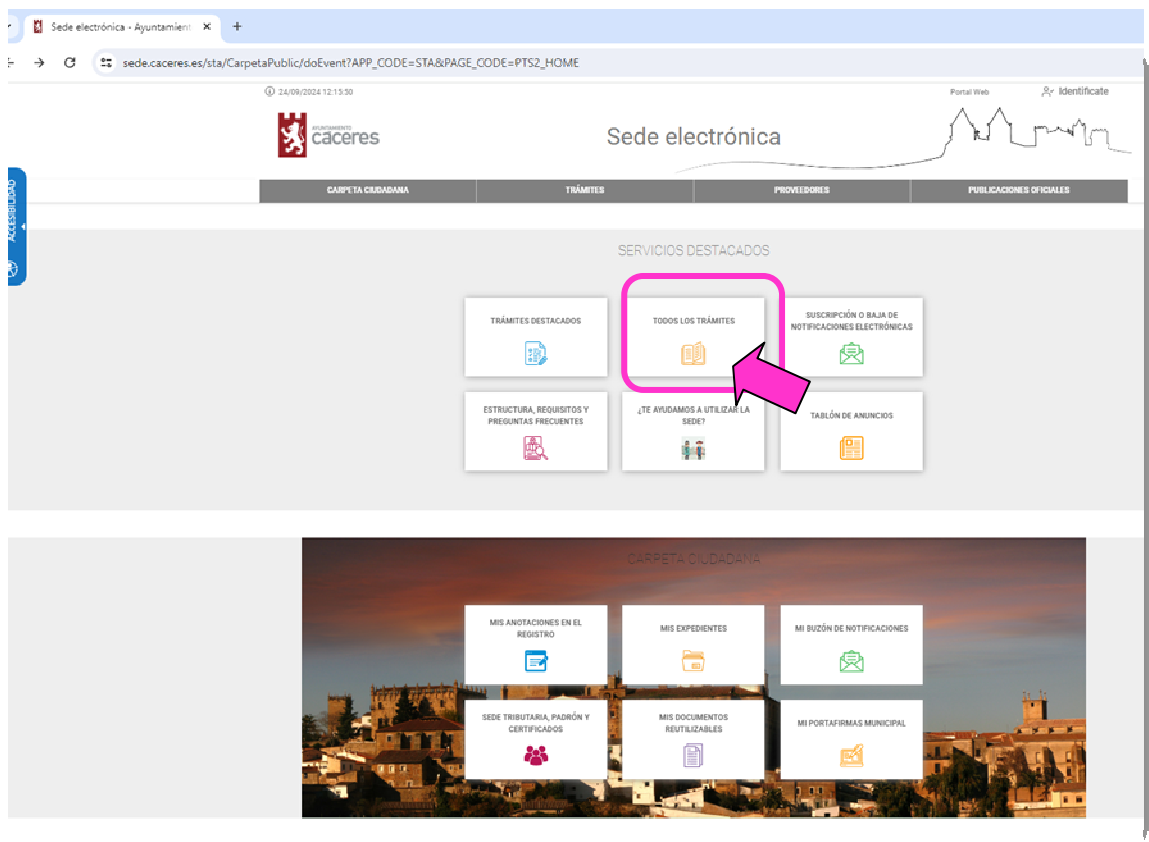 Sede electrónica - Ayuntamient
sede.caceres.es/sta/CarpetaPublic/doEvent?APP_CODE=STA&PAGE_CODE=PTS2_HOME
24/09/2024 12:15:30
Portal Web
Identifícate
AYUNTAMIENTO
cáceres
Sede electrónica
CARPETA CIUDADANA
TRÁMITES
PROVEEDORES
PUBLICACIONES OFICIALES
ACCESIBILIDAD
SERVICIOS DESTACADOS
TRÁMITES DESTACADOS
TODOS LOS TRÁMITES
SUSCRIPCIÓN O BAJA DE
NOTIFICACIONES ELECTRÓNICAS
ESTRUCTURA, REQUISITOS Y
PREGUNTAS FRECUENTES
¿TE AYUDAMOS A UTILIZAR LA
SEDE?
TABLÓN DE ANUNCIOS
CARPETA CIUDADANA
MIS ANOTACIONES EN EL
REGISTRO
MIS EXPEDIENTES
MI BUZÓN DE NOTIFICACIONES
SEDE TRIBUTARIA, PADRÓN Y
CERTIFICADOS
MIS DOCUMENTOS
REUTILIZABLES
MI PORTAFIRMAS MUNICIPAL